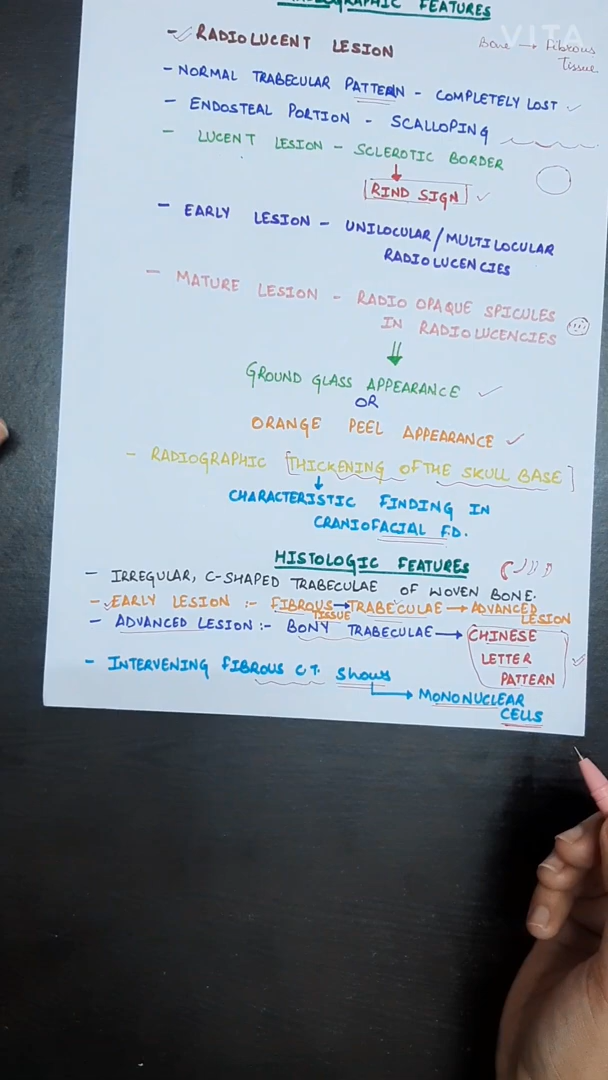 GRAPHIC FEATURES
VITA
- RADIOLUCENT LESION
Bone → Fibrous
Tissue.
- NORMAL TRABECULAR PATTERN - COMPLETELY LOST
- ENDOSTEAL PORTION - SCALLOPING
- LUCENT LESION - SCLEROTIC BORDER
↓
RIND SIGN
- EARLY LESION - UNILOCULAR/MULTILOCULAR
RADIOLUCENCIES
- MATURE LESION - RADIO OPAQUE SPICULES
IN RADIOLUCENCIES
⇓
GROUND GLASS APPEARANCE
OR
ORANGE PEEL APPEARANCE
- RADIOGRAPHIC [THICKENING OF THE SKULL BASE]
↓
CHARACTERISTIC FINDING IN
CRANIOFACIAL F.D.
HISTOLOGIC FEATURES
- IRREGULAR, C-SHAPED TRABECULAE OF WOVEN BONE.
- EARLY LESION :- FIBROUS TISSUE → TRABECULAE → ADVANCED LESION
- ADVANCED LESION :- BONY TRABECULAE → CHINESE
LETTER
PATTERN
- INTERVENING FIBROUS C.T. Shows
→ MONONUCLEAR
CELLS